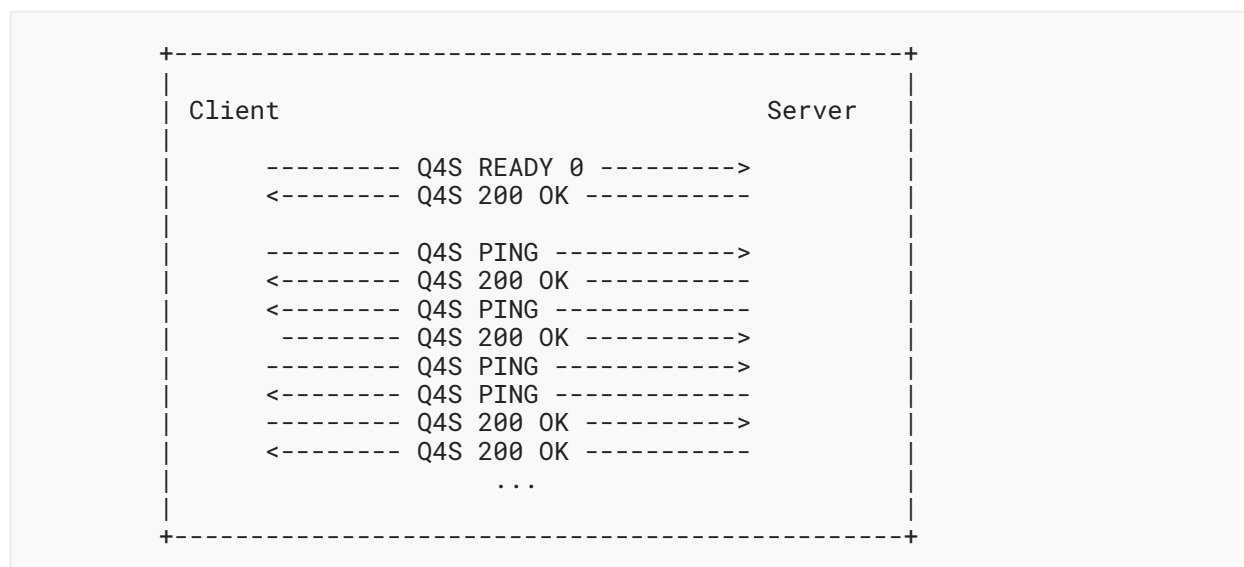 +------------------------------------------------+
|                                                |
| Client                                Server   |
|                                                |
|      --------- Q4S READY 0 --------->          |
|      <-------- Q4S 200 OK -----------          |
|                                                |
|      --------- Q4S PING ------------>          |
|      <-------- Q4S 200 OK -----------          |
|      <-------- Q4S PING -------------          |
|       -------- Q4S 200 OK ---------->          |
|      --------- Q4S PING ------------>          |
|      <-------- Q4S PING -------------          |
|      --------- Q4S 200 OK ---------->          |
|      <-------- Q4S 200 OK -----------          |
|                     ...                        |
|                                                |
+------------------------------------------------+